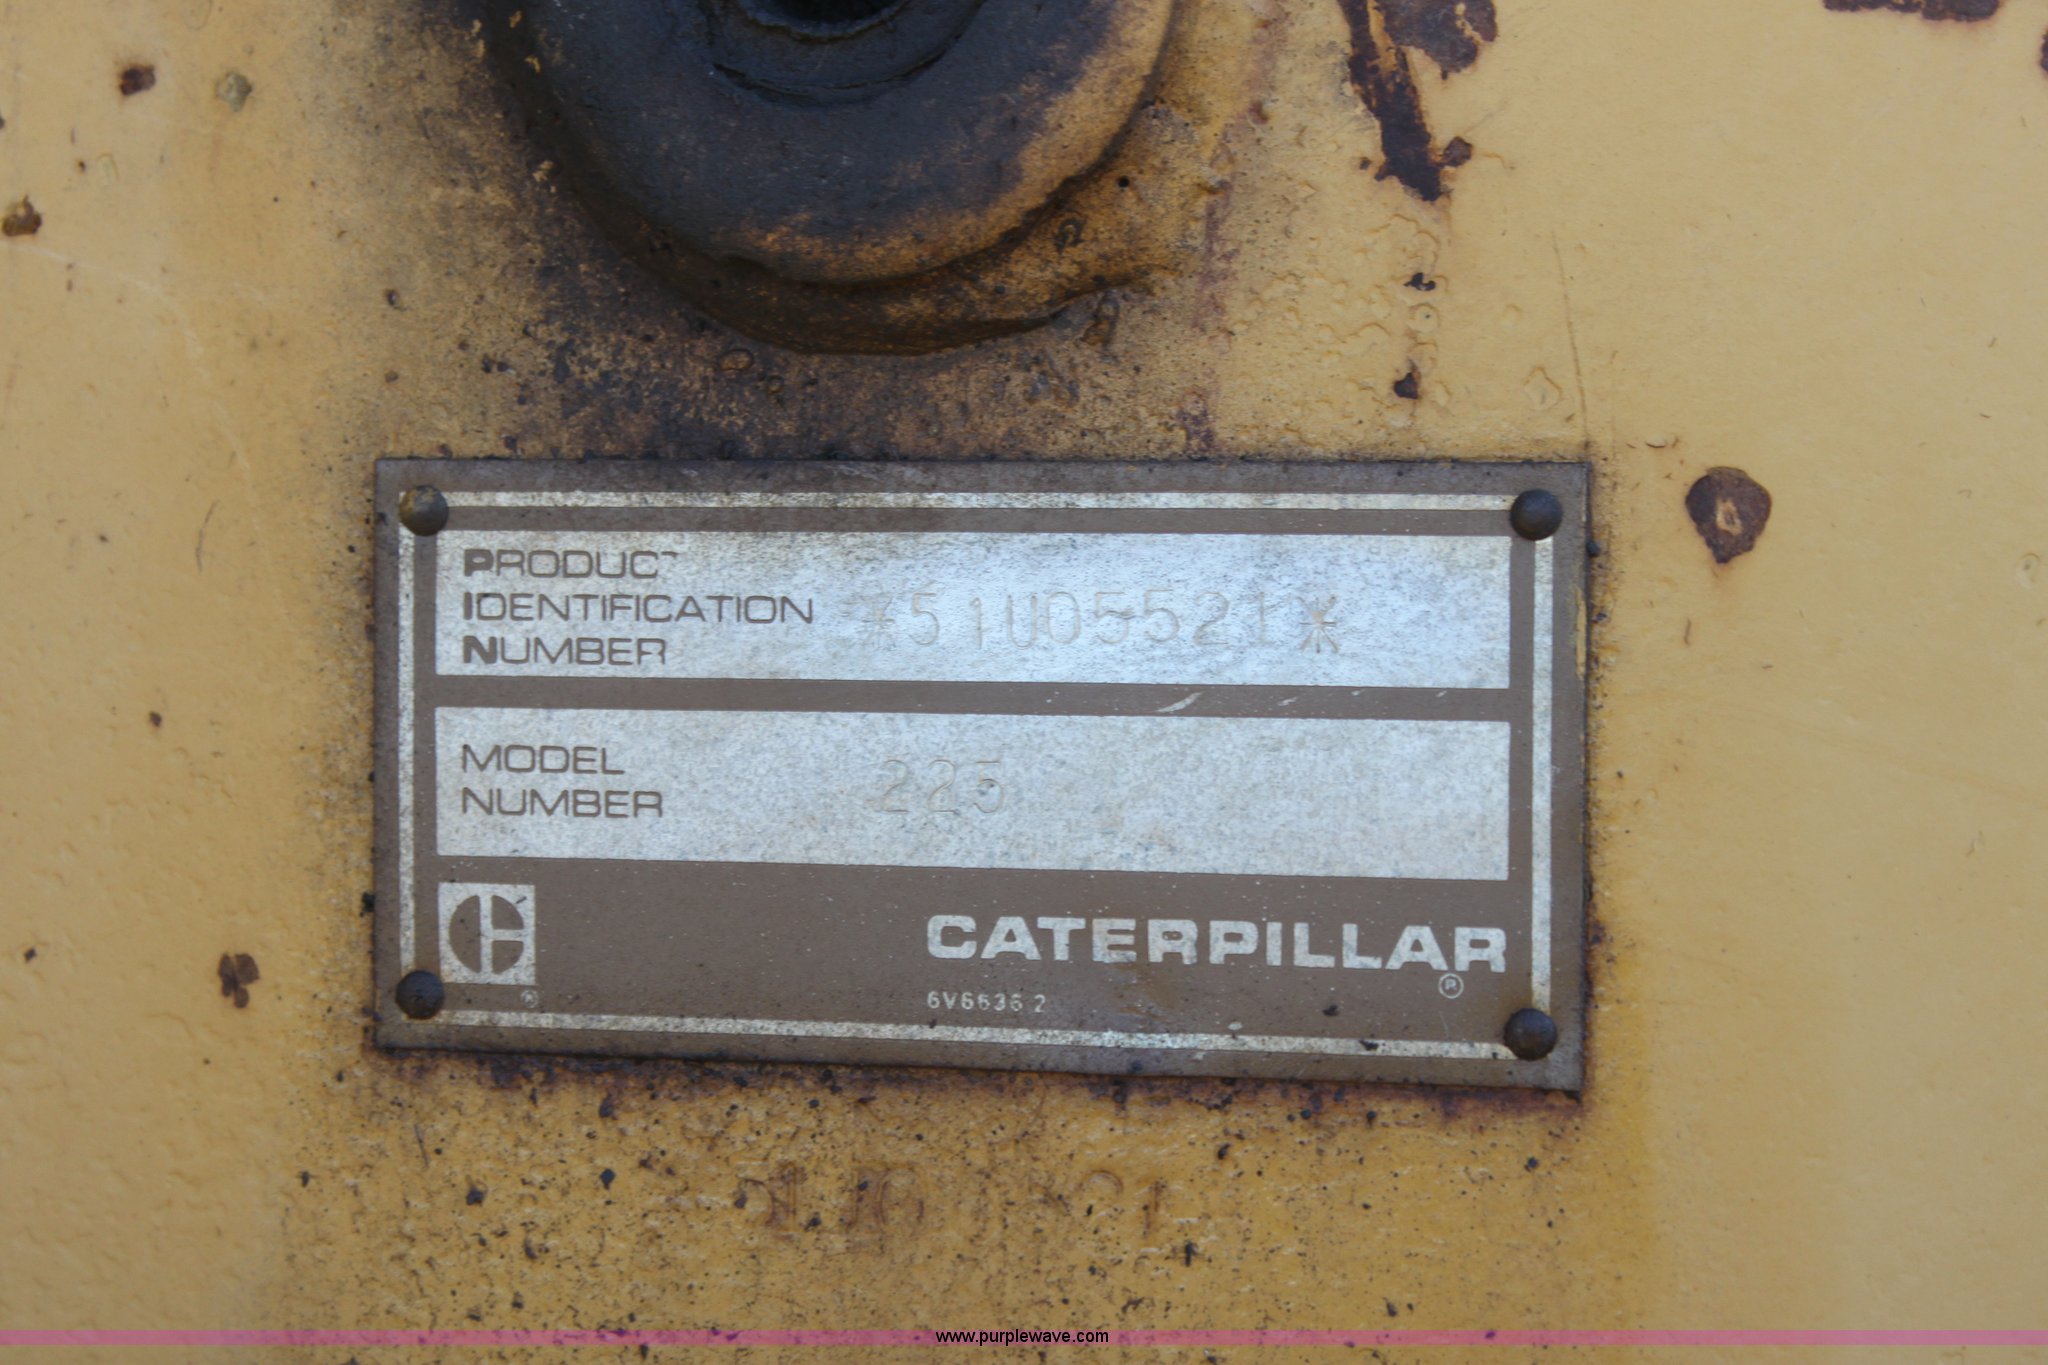 PRODUCT
IDENTIFICATION
NUMBER
*51U05521*
MODEL
NUMBER
225
CATERPILLAR
®
®
6V6636 2
www.purplewave.com